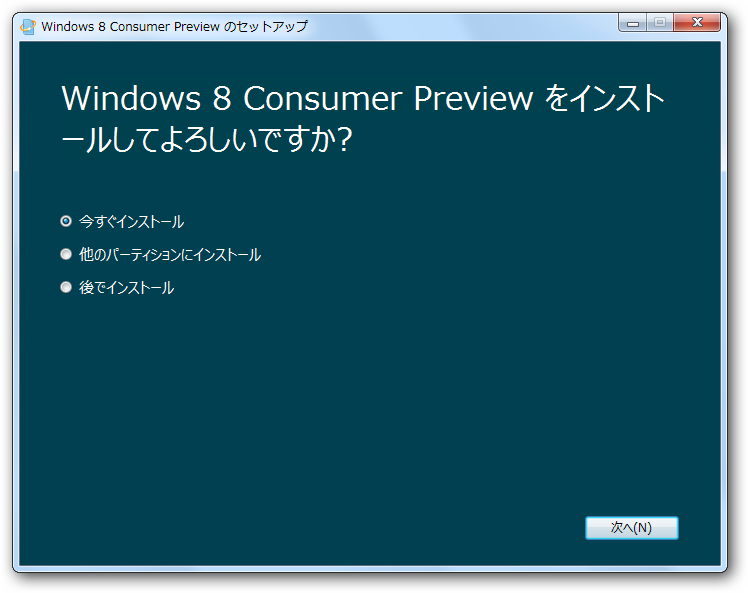 Windows 8 Consumer Preview のセットアップ
Windows 8 Consumer Preview をインスト
ールしてよろしいですか?
今すぐインストール
他のパーティションにインストール
後でインストール
次へ(N)